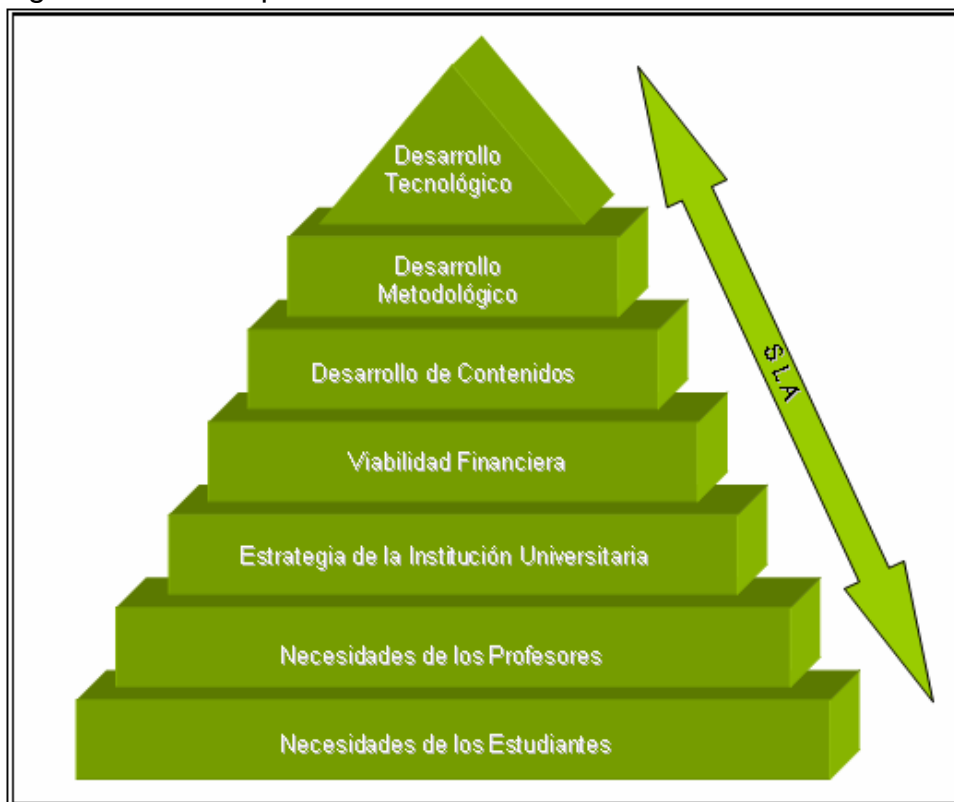 Desarrollo
Tecnológico
Desarrollo
Metodológico
Desarrollo de Contenidos
Viabilidad Financiera
Estrategia de la Institución Universitaria
Necesidades de los Profesores
Necesidades de los Estudiantes
SLA